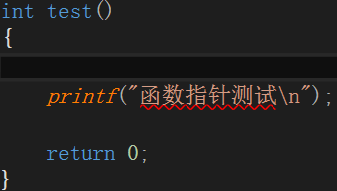 int test()
{
printf("函数指针测试\n");
return 0;
}